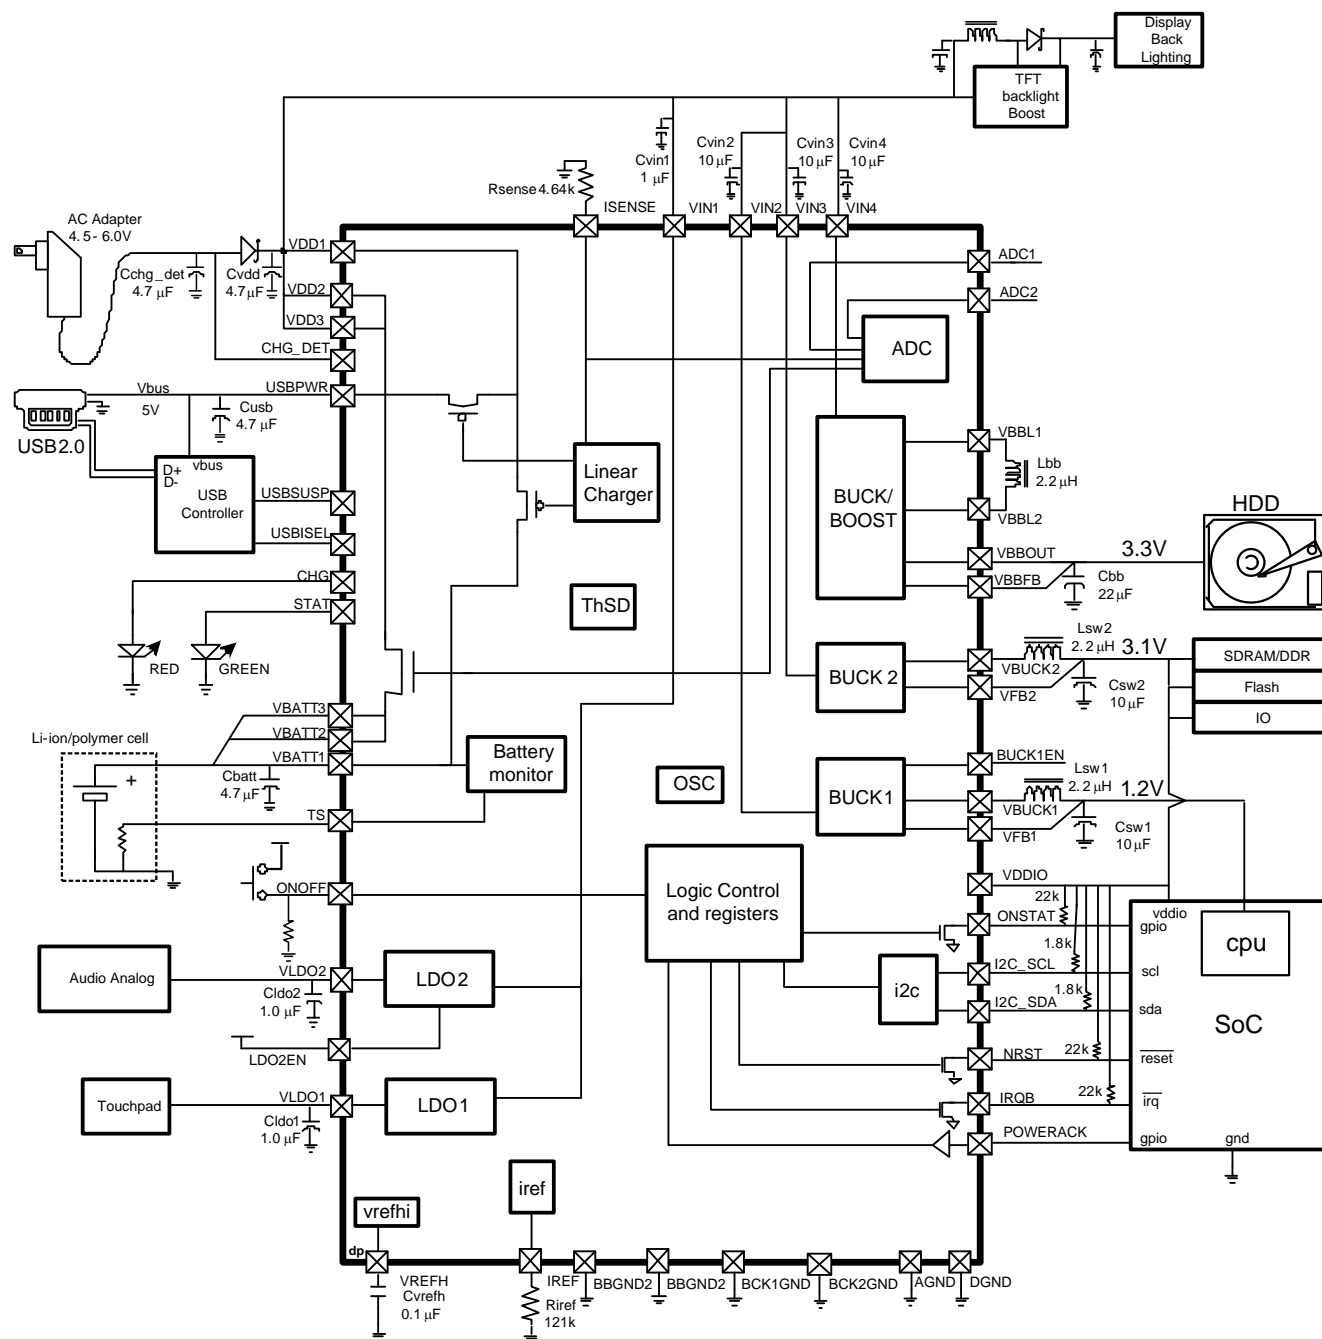 Display
Back
Lighting
TFT
backlight
Boost
Cvin1
1 µF
Cvin2
10 µF
Cvin3
10 µF
Cvin4
10 µF
Rsense 4.64k
ISENSE
VIN1
VIN2
VIN3
VIN4
AC Adapter
4.5 - 6.0V
Cchg_det
4.7 µF
Cvdd
4.7 µF
VDD1
VDD2
VDD3
CHG_DET
ADC1
ADC2
ADC
Vbus
5V
USBPWR
Cusb
4.7 µF
USB2.0
D+
D-
vbus
USB
Controller
USBSUSP
USBISEL
Linear
Charger
BUCK/
BOOST
VBBL1
Lbb
2.2 µH
VBBL2
VBBOUT
VBBFB
3.3V
Cbb
22 µF
HDD
CHG
STAT
RED
GREEN
ThSD
BUCK 2
Lsw2
2.2 µH
3.1V
VBUCK2
VFB2
Csw2
10 µF
SDRAM/DDR
Flash
IO
VBATT3
VBATT2
VBATT1
Li-ion/polymer cell
+
Cbatt
4.7 µF
Battery
monitor
TS
OSC
BUCK1
BUCK1EN
Lsw1
2.2 µH
1.2V
VBUCK1
VFB1
Csw1
10 µF
ONOFF
Logic Control
and registers
VDDIO
22k
ONSTAT
1.8k
I2C_SCL
1.8k
I2C_SDA
i2c
22k
NRST
22k
IRQB
POWERACK
vddio
gpio
cpu
scl
sda
SoC
reset
irq
gpio
gnd
Audio Analog
VLDO2
Cldo2
1.0 µF
LDO2
LDO2EN
Touchpad
VLDO1
Cldo1
1.0 µF
LDO1
vrefhi
iref
dp
VREFH
Cvrefh
0.1 µF
IREF
Riref
121k
BBGND2
BBGND2
BCK1GND
BCK2GND
AGND
DGND